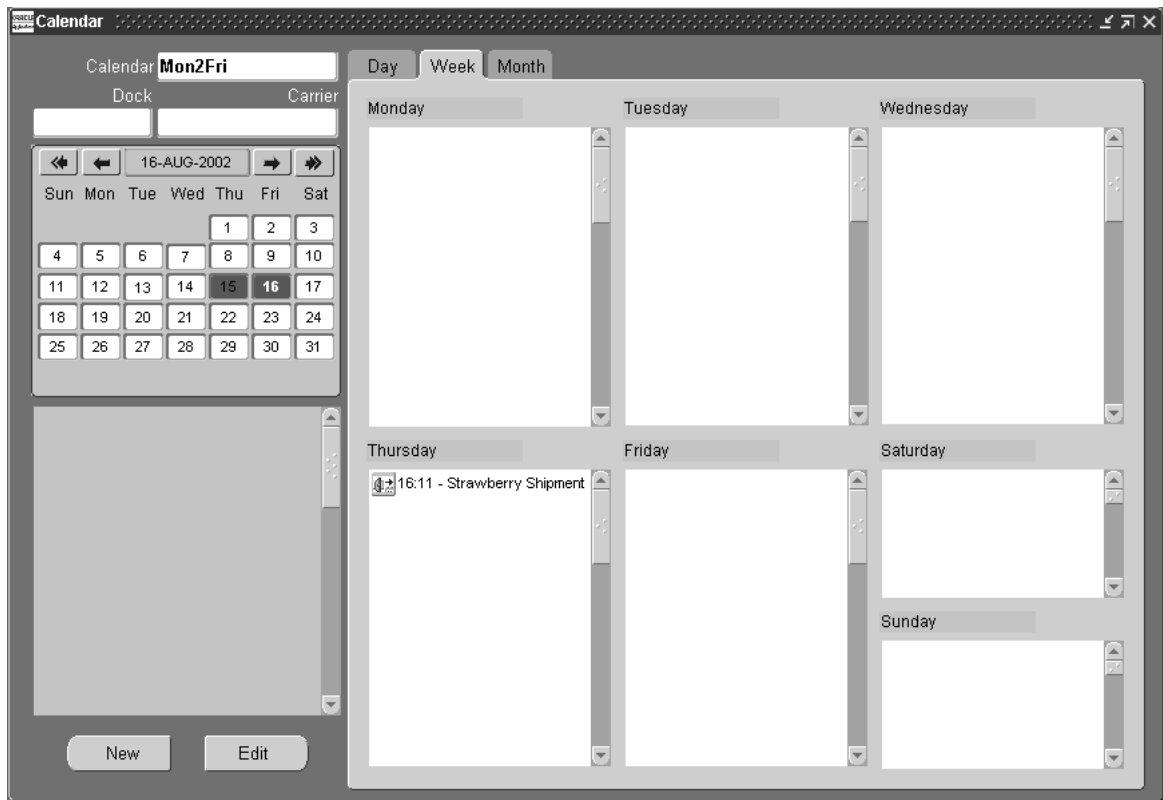 ORACLE
Calendar
Calendar Mon2Fri
Dock Carrier
16-AUG-2002
Sun Mon Tue Wed Thu Fri Sat
1 2 3
4 5 6 7 8 9 10
11 12 13 14 15 16 17
18 19 20 21 22 23 24
25 26 27 28 29 30 31
New Edit
Day Week Month
Monday Tuesday Wednesday
Thursday Friday Saturday
16:11 - Strawberry Shipment
Sunday